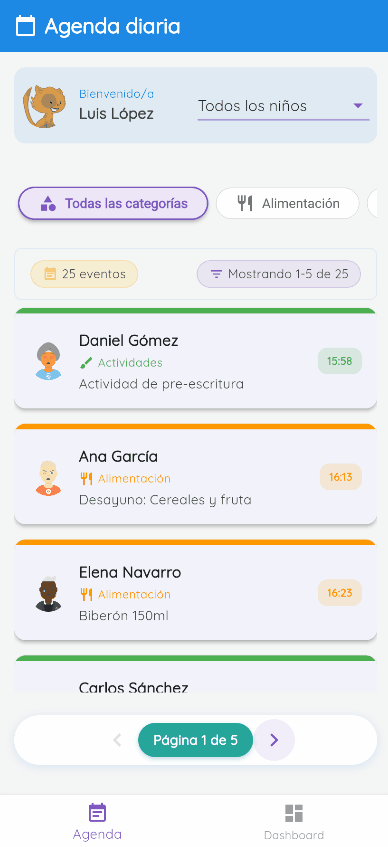 Agenda diaria
Bienvenido/a
Luis López
Todos los niños
Todas las categorías
Alimentación
25 eventos
Mostrando 1-5 de 25
Daniel Gómez
Actividades
Actividad de pre-escritura
15:58
Ana García
Alimentación
Desayuno: Cereales y fruta
16:13
Elena Navarro
Alimentación
Biberón 150ml
16:23
Carlos Sánchez
Página 1 de 5
Agenda
Dashboard